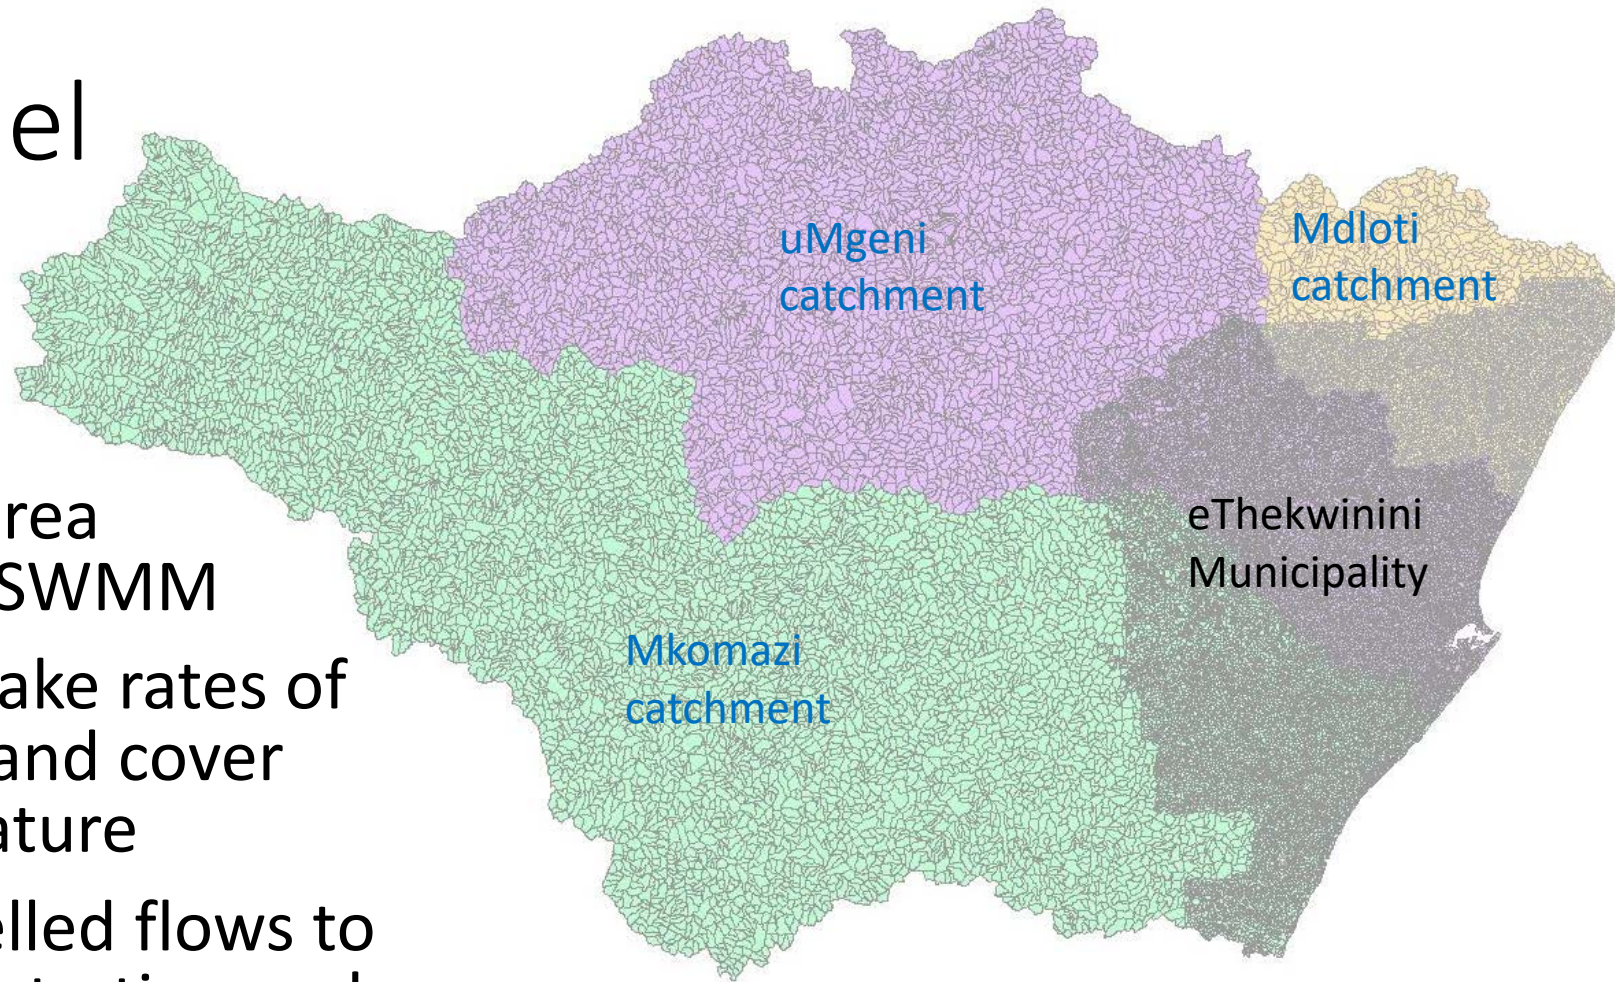 el
rea
SWMM
ake rates of
and cover
ature
elled flows to
uMgeni
catchment
Mdloti
catchment
eThekwinini
Municipality
Mkomazi
catchment